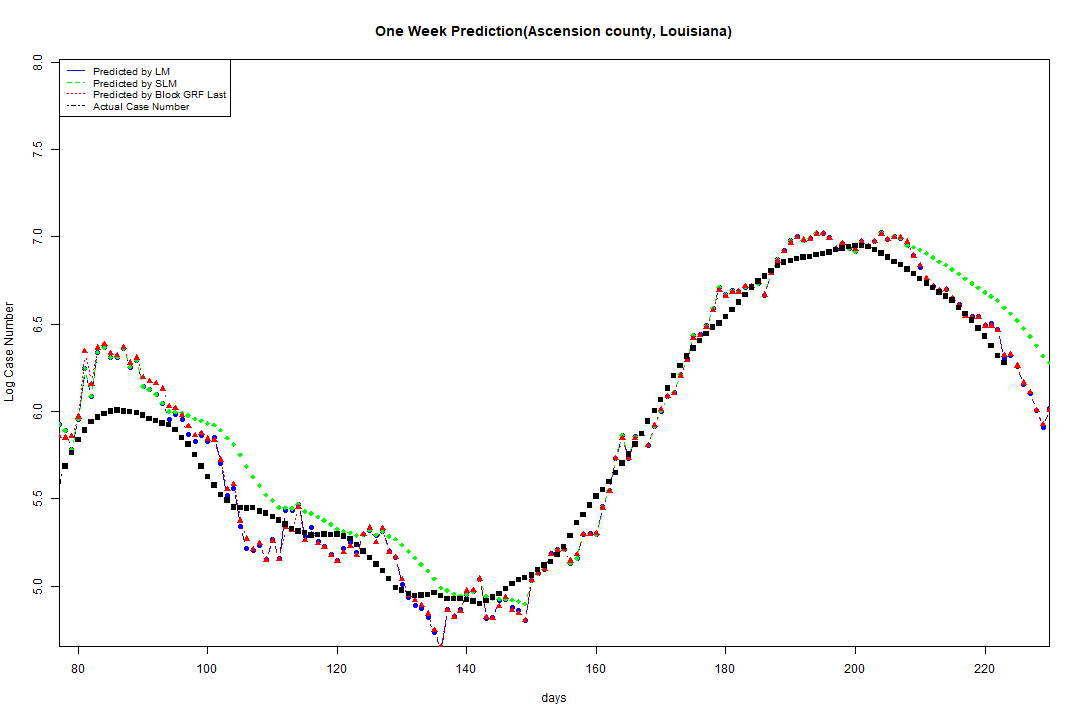 One Week Prediction(Ascension county, Louisiana)
Predicted by LM
Predicted by SLM
Predicted by Block GRF Last
Actual Case Number
Log Case Number
8.0
7.5
7.0
6.5
6.0
5.5
5.0
80 100 120 140 160 180 200 220
days